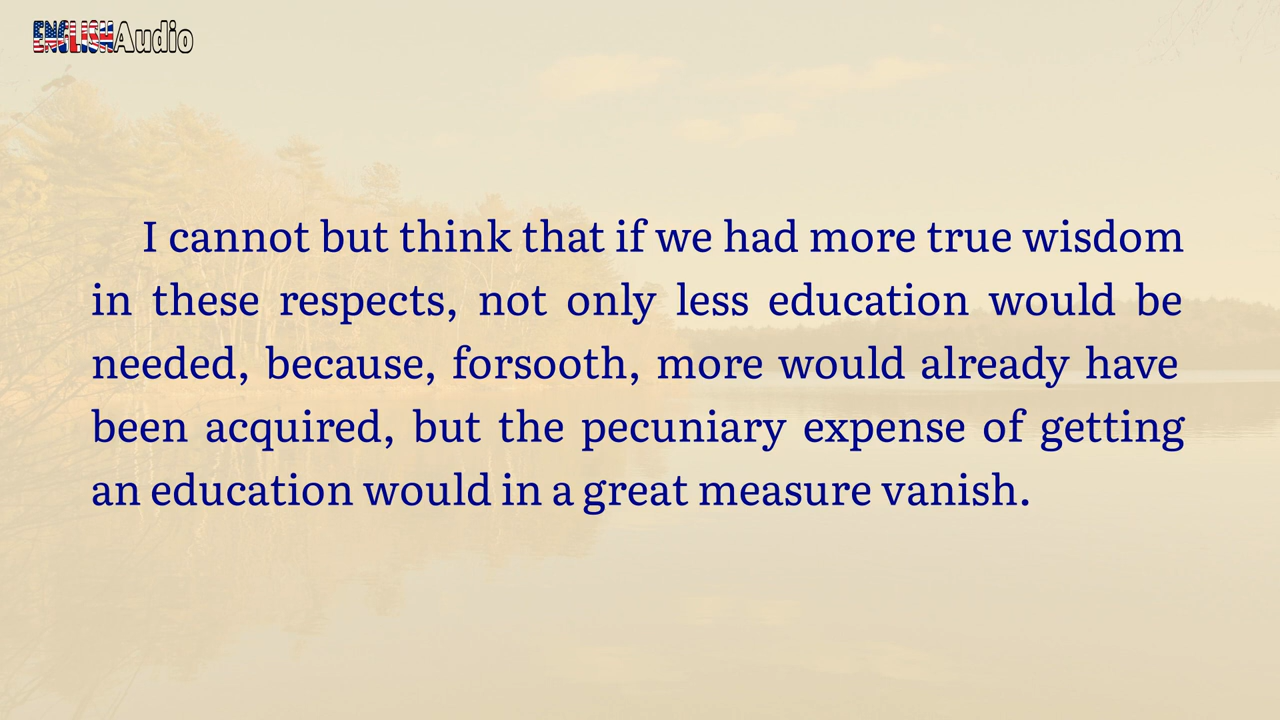 ENGLISHAudio
I cannot but think that if we had more true wisdom
in these respects, not only less education would be
needed, because, forsooth, more would already have
been acquired, but the pecuniary expense of getting
an education would in a great measure vanish.